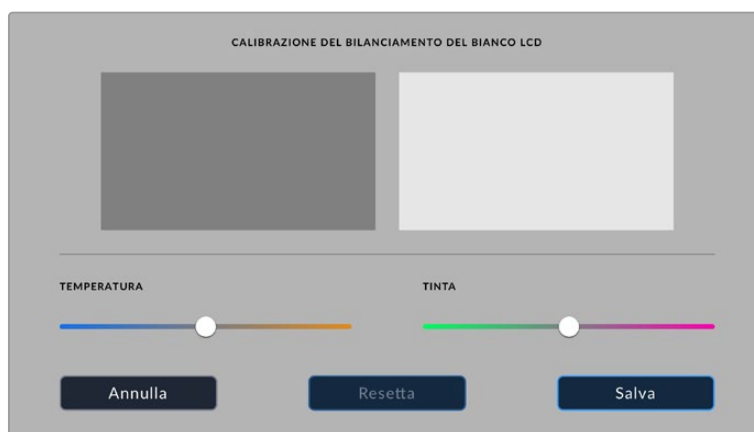 CALIBRAZIONE DEL BILANCIAMENTO DEL BIANCO LCD
TEMPERATURA
TINTA
Annulla
Resetta
Salva